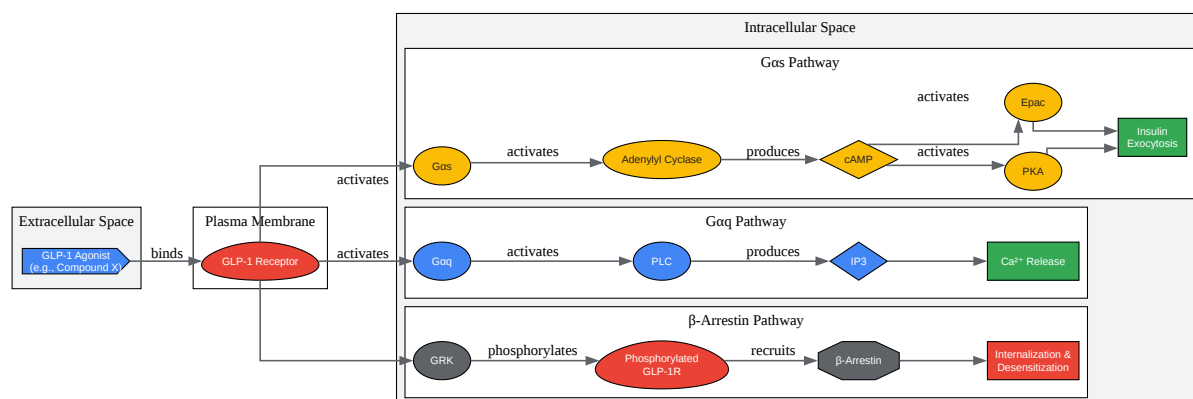 Intracellular Space
Gαs Pathway
activates
Epac
Insulin
Exocytosis
Gαs
activates
Adenylyl Cyclase
produces
cAMP
activates
PKA
activates
Extracellular Space
Plasma Membrane
Gαq Pathway
GLP-1 Agonist
(e.g., Compound X)
binds
GLP-1 Receptor
activates
Gαq
activates
PLC
produces
IP3
Ca²⁺ Release
β-Arrestin Pathway
GRK
phosphorylates
Phosphorylated
GLP-1R
recruits
β-Arrestin
Internalization &
Desensitization